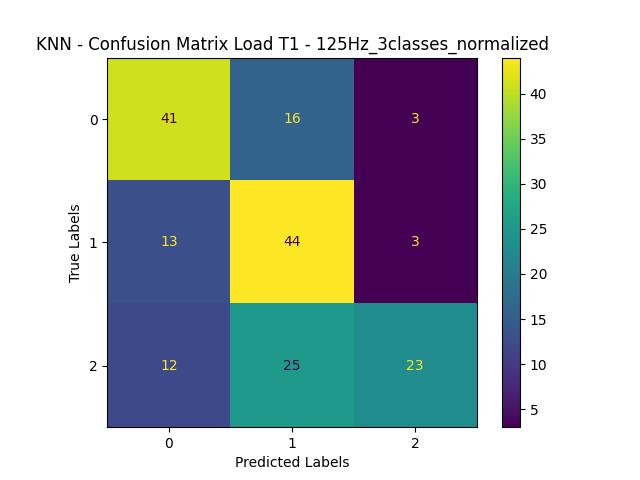 KNN - Confusion Matrix Load T1 - 125Hz_3classes_normalized
0 41 16 3
1 13 44 3
2 12 25 23
0 1 2
Predicted Labels
True Labels
40
35
30
25
20
15
10
5